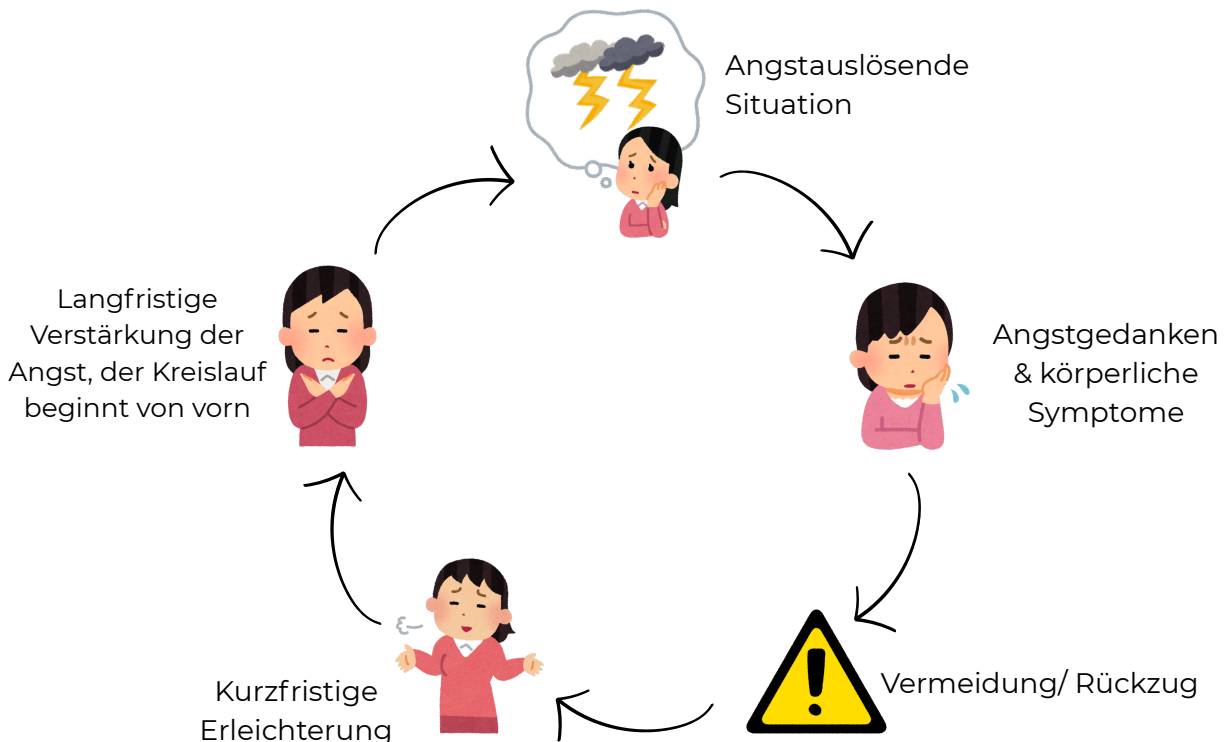 Angstauslösende
Situation
Angstgedanken
& körperliche
Symptome
Vermeidung/ Rückzug
Kurzfristige
Erleichterung
Langfristige
Verstärkung der
Angst, der Kreislauf
beginnt von vorn